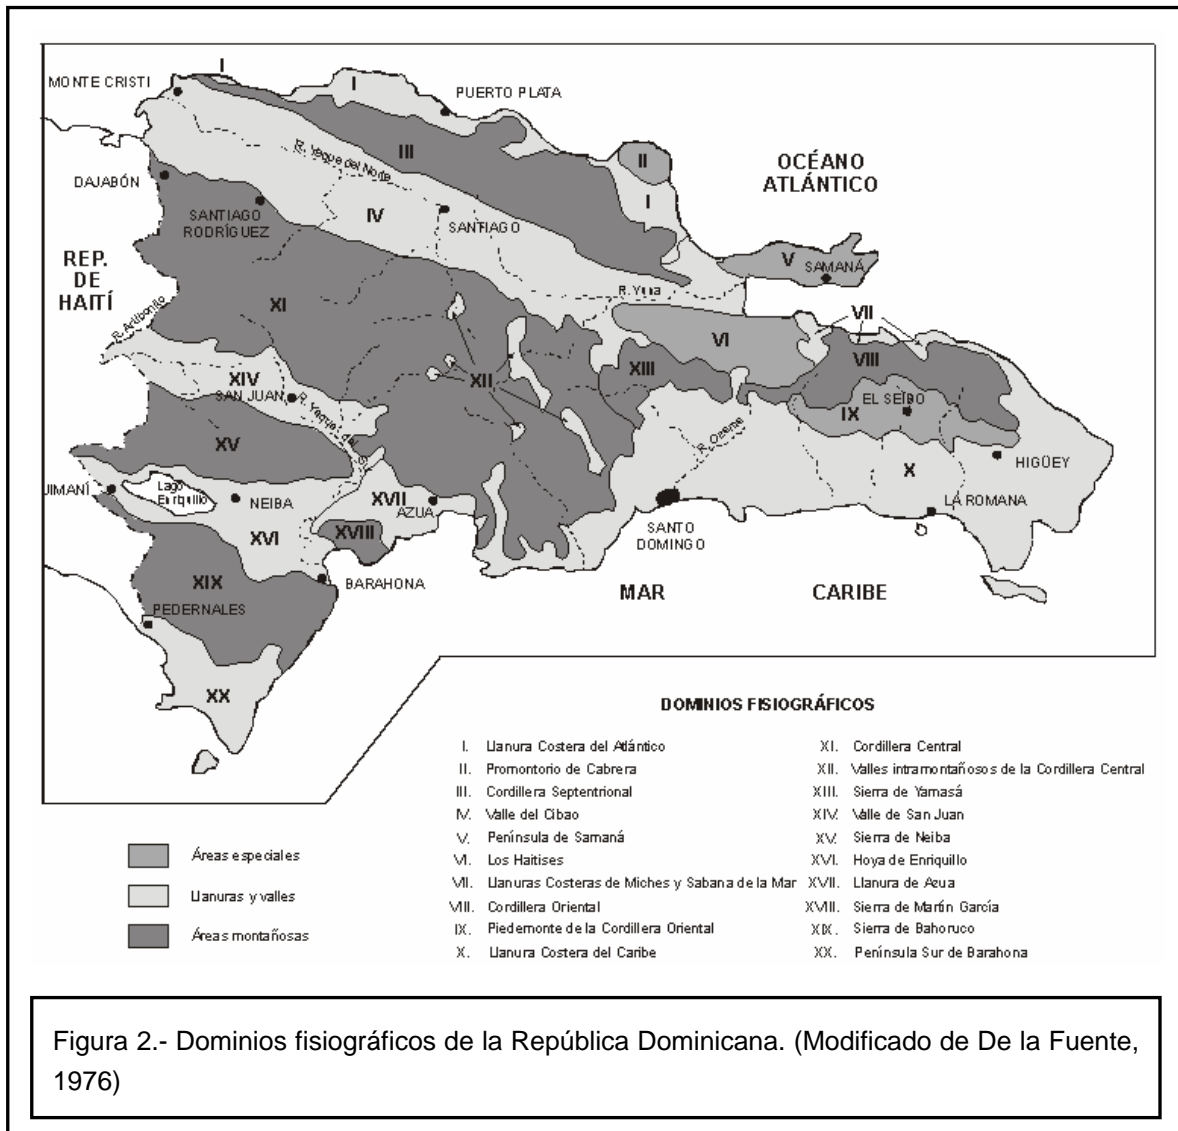 I
I
MONTE CRISTI
PUERTO PLATA
III
R. Yaque del Norte
II
OCÉANO
ATLÁNTICO
DAJABÓN
I
SANTIAGO
RODRÍGUEZ
IV
SANTIAGO
REP.
DE
HAITÍ
V
SAMANÁ
R. Yuna
XI
R. Artibonito
VII
VI
VIII
XIII
XII
XIV
SAN JUAN
R. Yaque del S
EL SEIBO
IX
XV
R. Ozama
HIGÜEY
X
JIMANÍ
Lago
Enriquillo
NEIBA
XVII
AZUA
LA ROMANA
XVI
XVIII
SANTO
DOMINGO
XIX
BARAHONA
MAR
CARIBE
PEDERNALES
XX
DOMINIOS FISIOGRÁFICOS
I. Llanura Costera del Atlántico
II. Promontorio de Cabrera
III. Cordillera Septentrional
IV. Valle del Cibao
V. Península de Samaná
VI. Los Haitises
VII. Llanuras Costeras de Miches y Sabana de la Mar
VIII. Cordillera Oriental
IX. Piedemonte de la Cordillera Oriental
X. Llanura Costera del Caribe
XI. Cordillera Central
XII. Valles intramontañosos de la Cordillera Central
XIII. Sierra de Yamasá
XIV. Valle de San Juan
XV. Sierra de Neiba
XVI. Hoya de Enriquillo
XVII. Llanura de Azua
XVIII. Sierra de Martín García
XIX. Sierra de Bahoruco
XX. Península Sur de Barahona
Áreas especiales
Llanuras y valles
Áreas montañosas
Figura 2.- Dominios fisiográficos de la República Dominicana. (Modificado de De la Fuente,
1976)